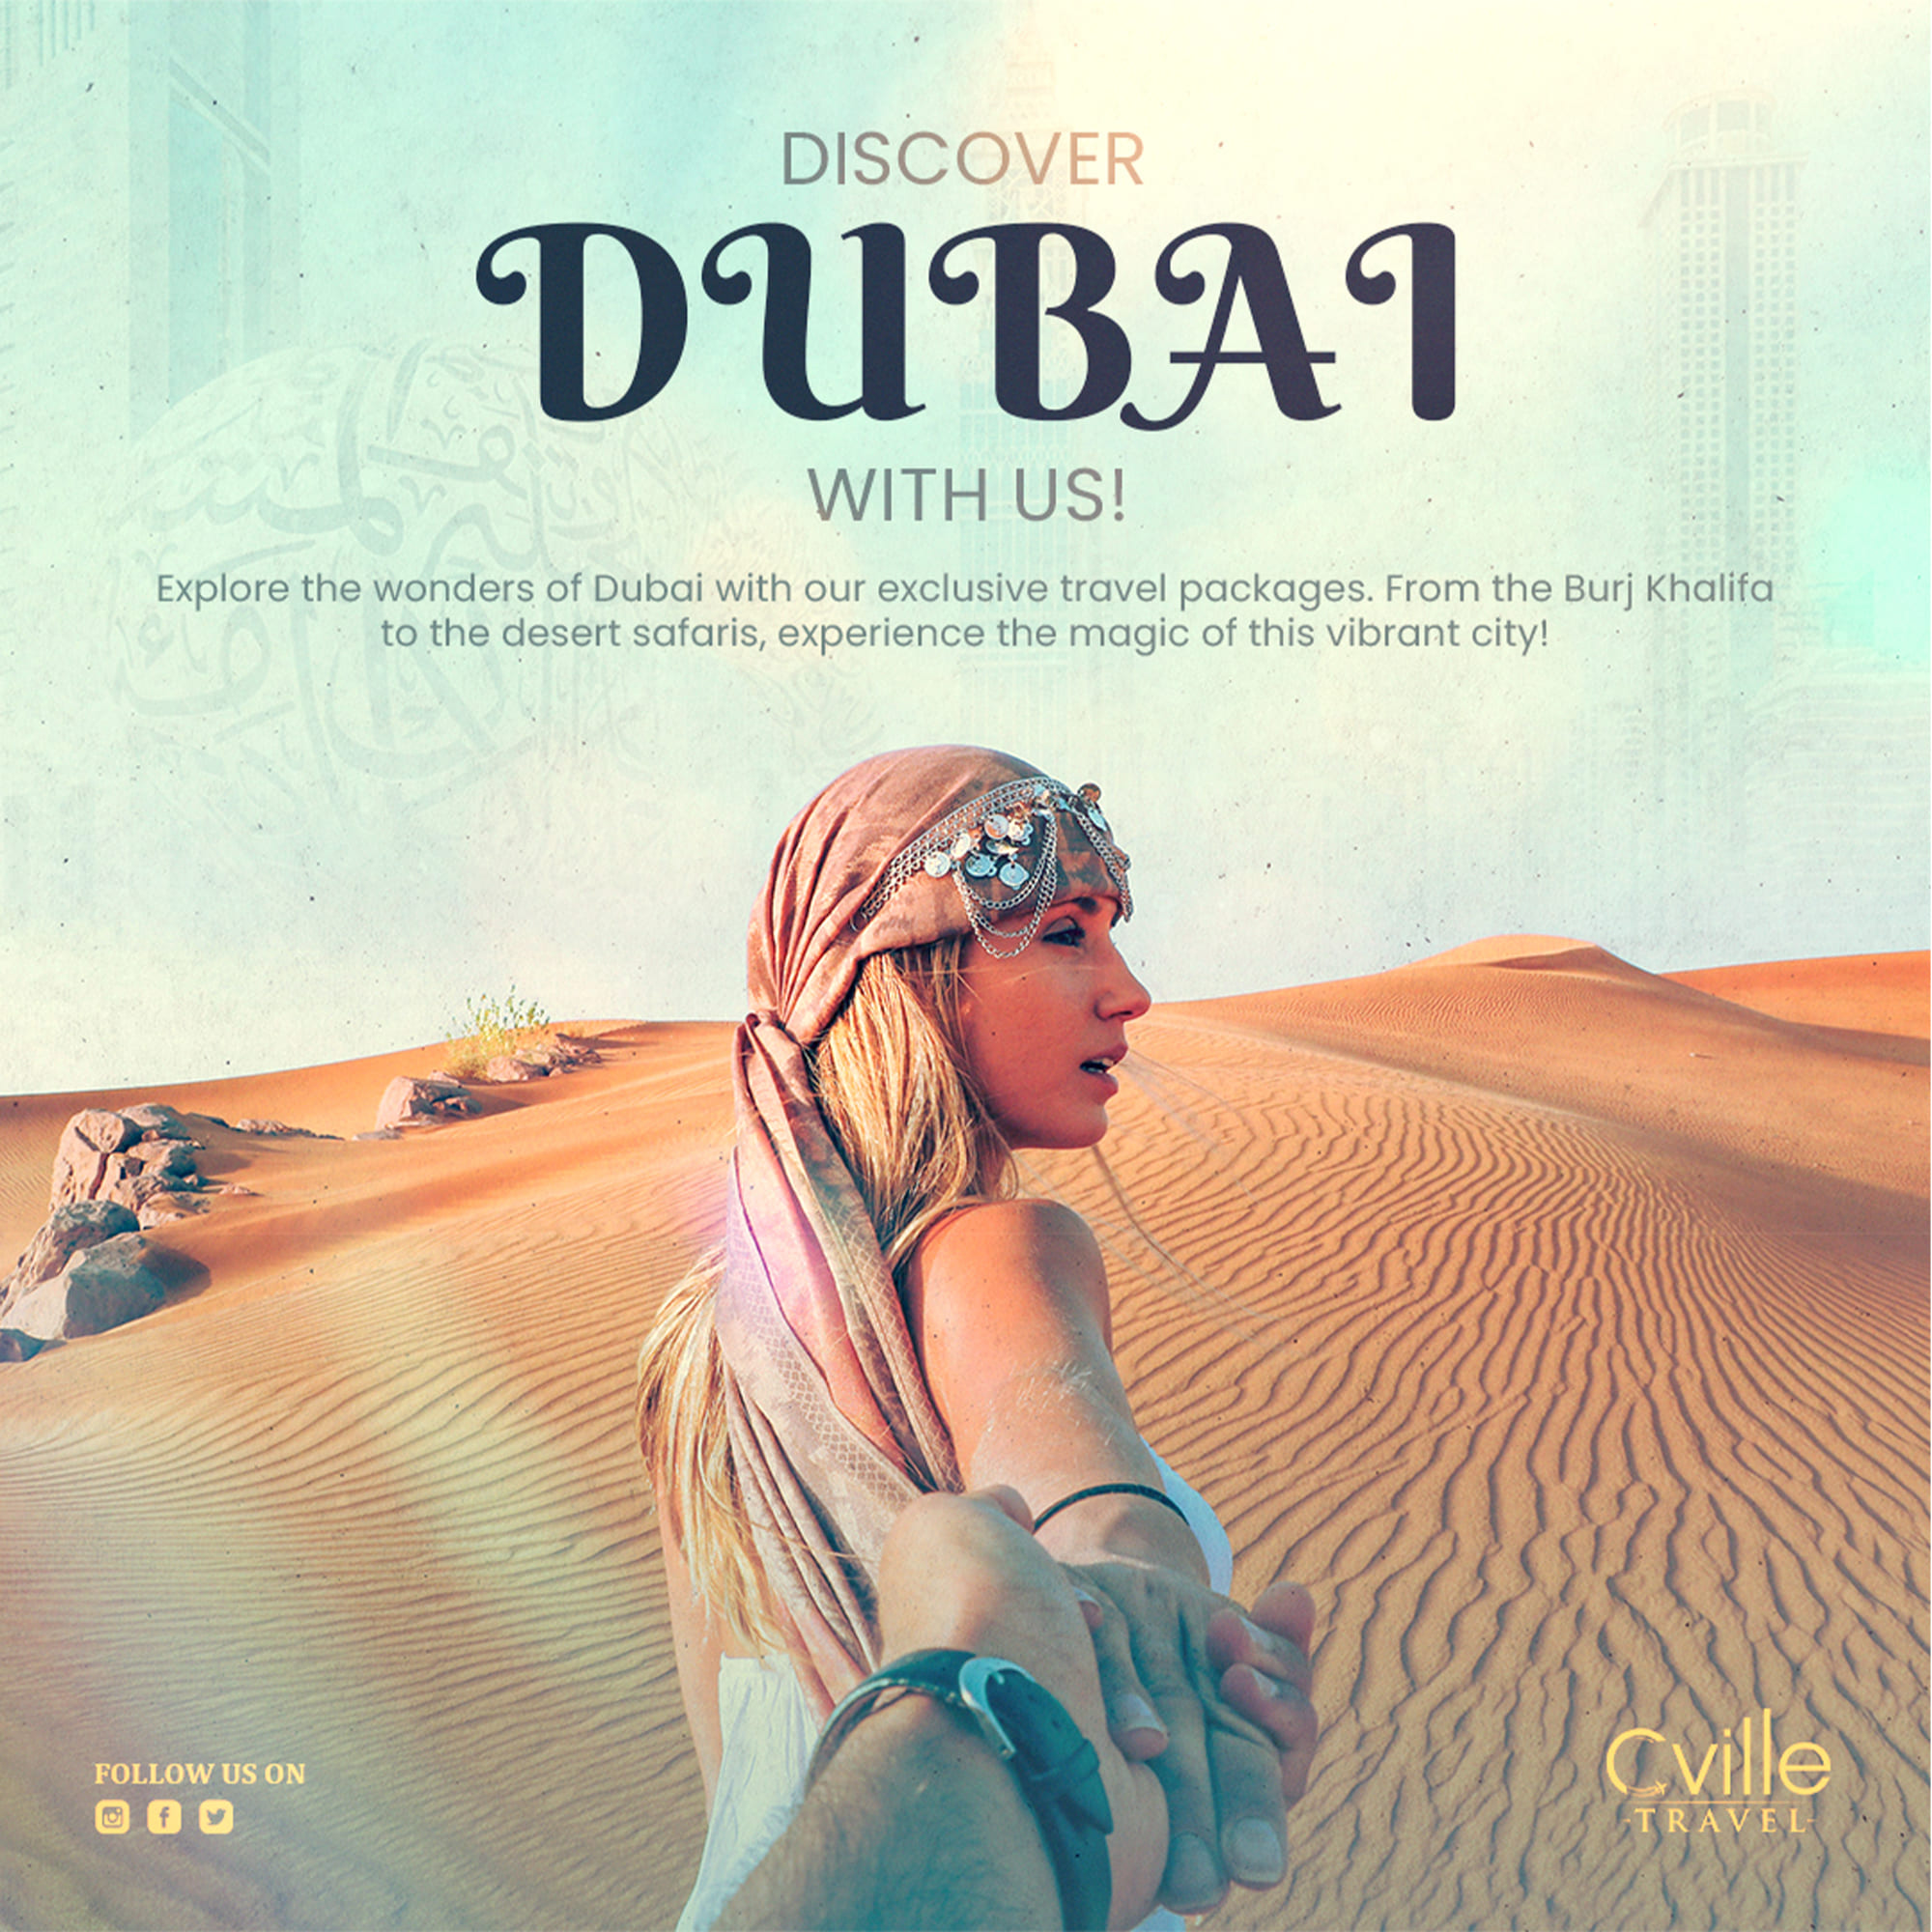 DISCOVER
DUBAI
WITH US!
Explore the wonders of Dubai with our exclusive travel packages. From the Burj Khalifa
to the desert safaris, experience the magic of this vibrant city!
FOLLOW US ON
Cville
-TRAVEL-